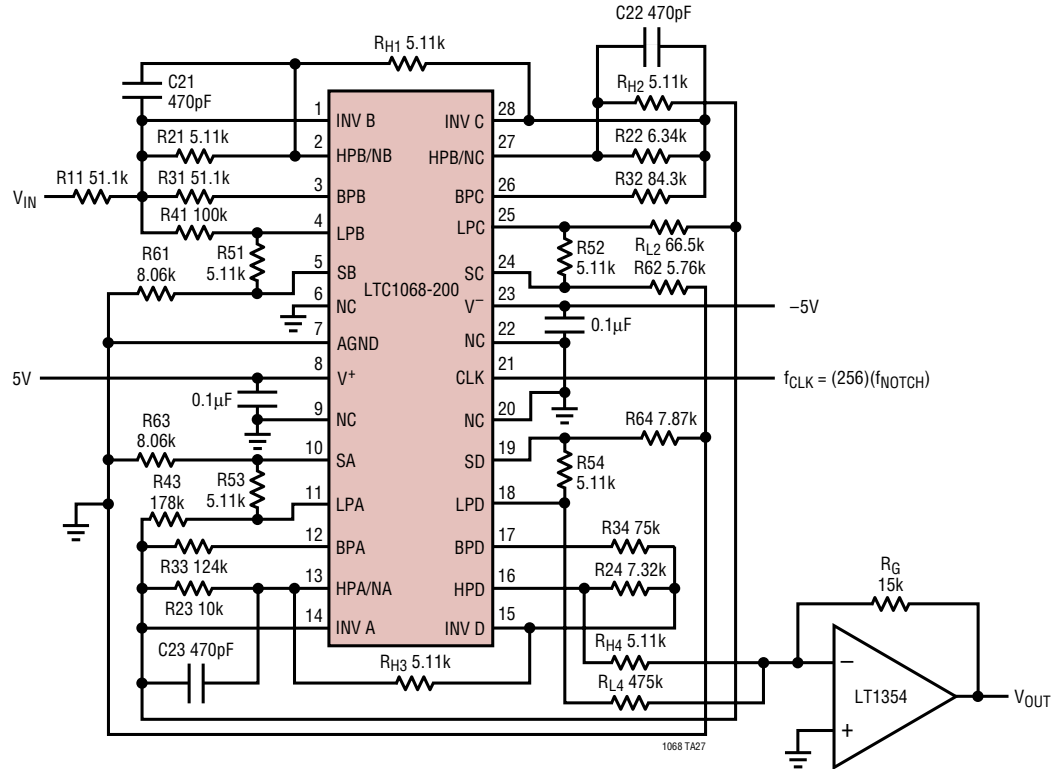 C22 470pF
RH1 5.11k
C21
470pF
RH2 5.11k
1
INV B
INV C
28
R21 5.11k
2
HPB/NB
HPB/NC
27
R22 6.34k
VIN
R11 51.1k
R31 51.1k
3
BPB
BPC
26
R32 84.3k
R41 100k
4
LPB
LPC
25
RL2 66.5k
R61
8.06k
R51
5.11k
5
SB
SC
24
R52
5.11k
R62 5.76k
LTC1068-200
6
NC
V–
23
–5V
7
AGND
NC
22
0.1µF
5V
8
V+
CLK
21
fCLK = (256)(fNOTCH)
0.1µF
9
NC
NC
20
R63
8.06k
10
SA
SD
19
R64 7.87k
R43
178k
R53
5.11k
11
LPA
LPD
18
R54
5.11k
12
BPA
BPD
17
R34 75k
R33 124k
13
HPA/NA
HPD
16
R24 7.32k
R23 10k
14
INV A
INV D
15
RG
15k
C23 470pF
RH3 5.11k
RH4 5.11k
RL4 475k
–
LT1354
+
VOUT
1068 TA27